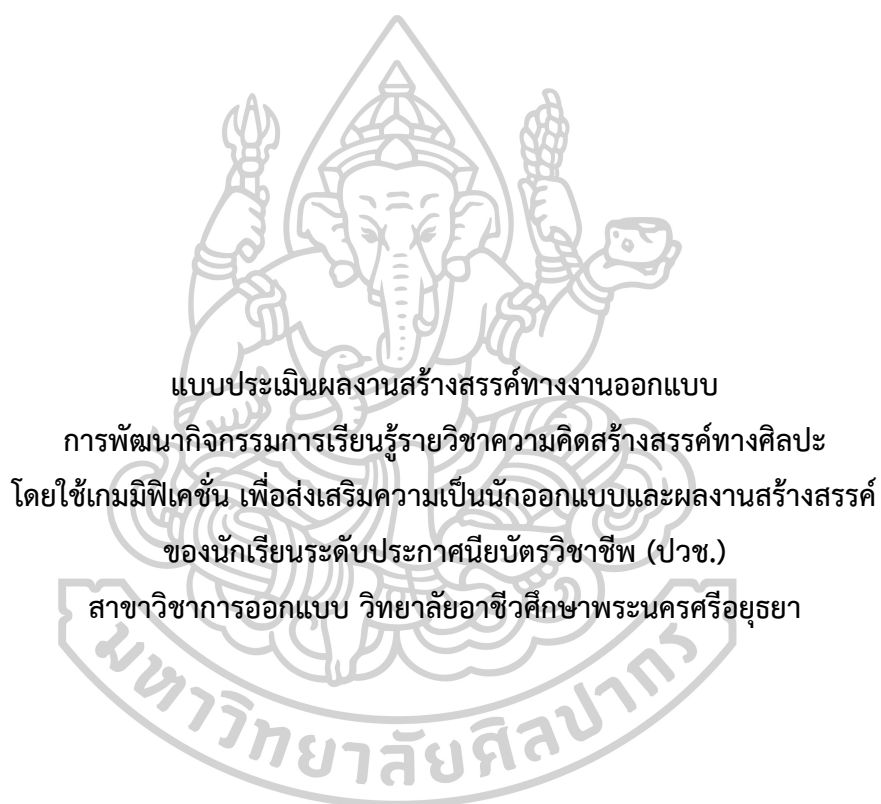 แบบประเมินผลงานสร้างสรรค์ทางงานออกแบบ
การพัฒนากิจกรรมการเรียนรู้รายวิชาความคิดสร้างสรรค์ทางศิลปะ
โดยใช้เกมมิฟิเคชั่น เพื่อส่งเสริมความเป็นนักออกแบบและผลงานสร้างสรรค์
ของนักเรียนระดับประกาศนียบัตรวิชาชีพ (ปวช.)
สาขาวิชาการออกแบบ วิทยาลัยอาชีวศึกษาพระนครศรีอยุธยา
มหาวิทยาลัยศิลปากร